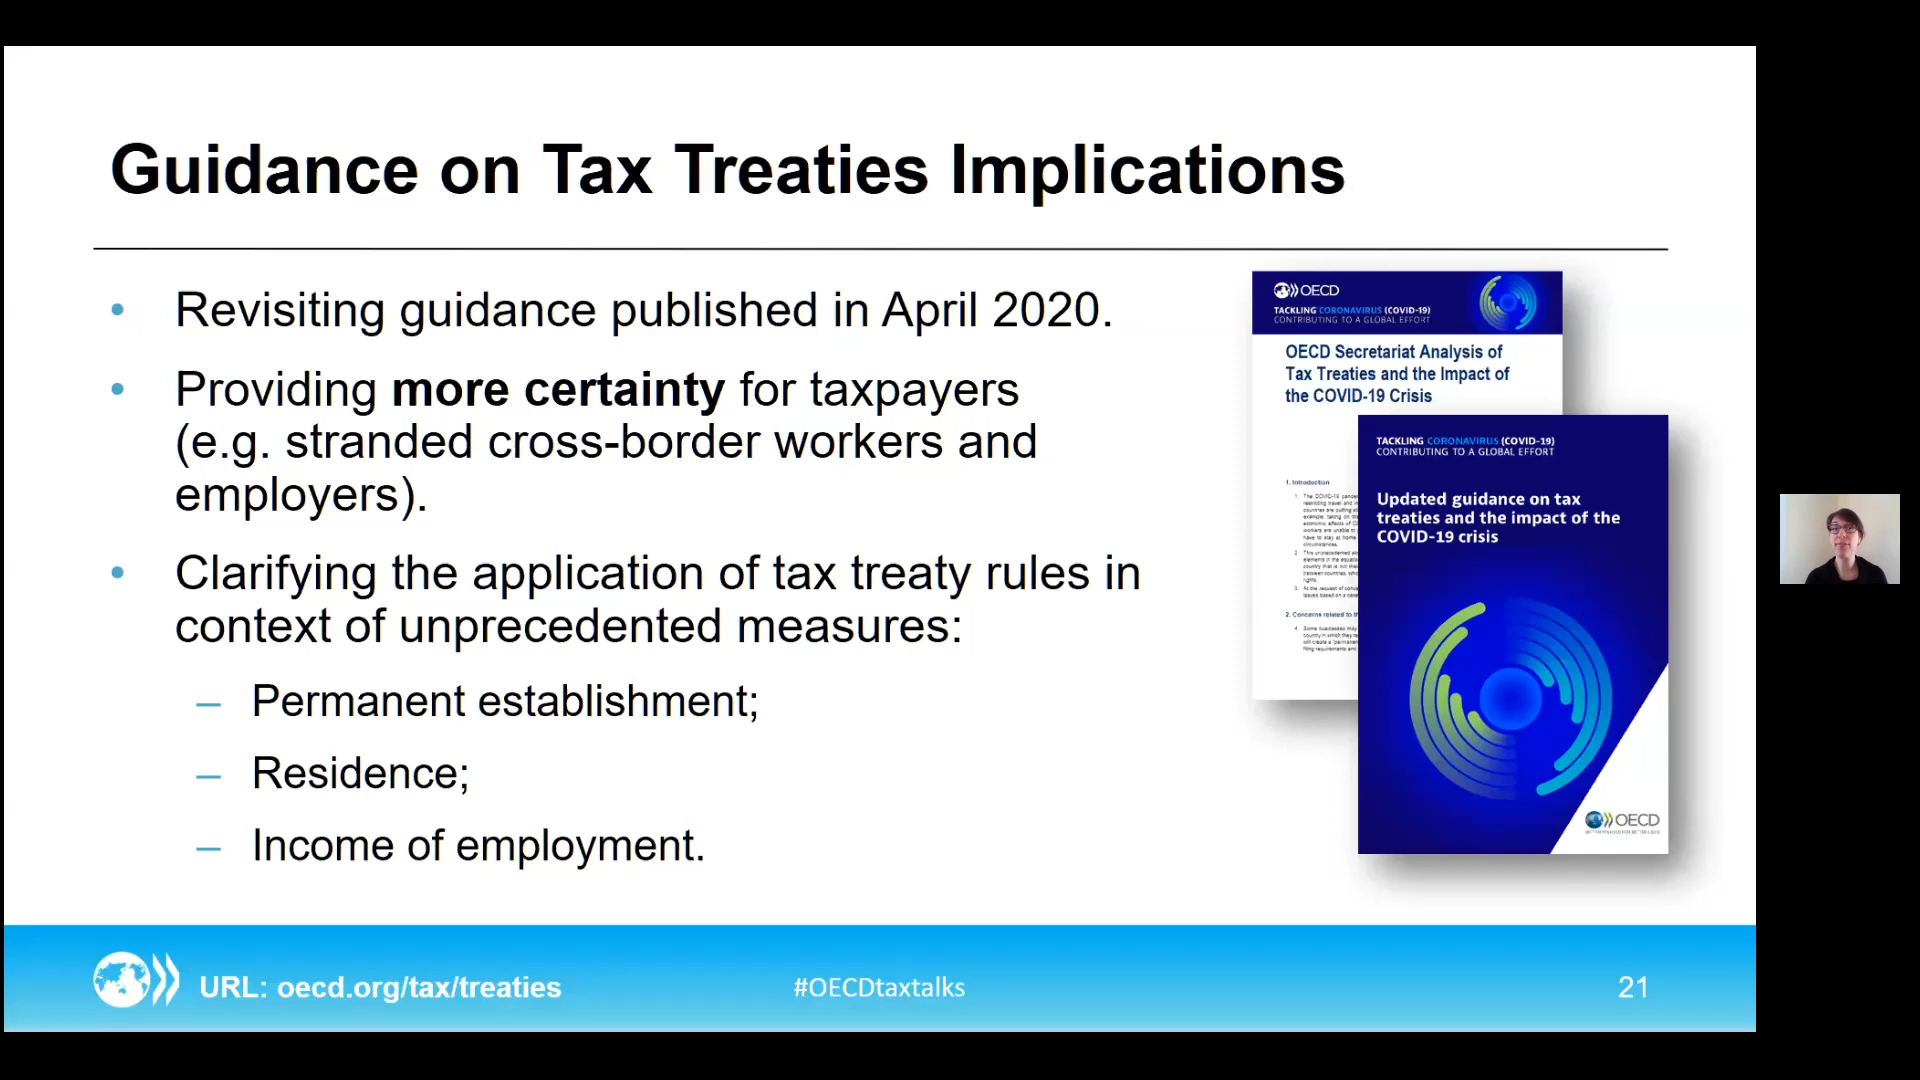 Guidance on Tax Treaties Implications
• Revisiting guidance published in April 2020.
• Providing more certainty for taxpayers
(e.g. stranded cross-border workers and
employers).
• Clarifying the application of tax treaty rules in
context of unprecedented measures:
– Permanent establishment;
– Residence;
– Income of employment.
OECD
TACKLING CORONAVIRUS (COVID-19)
CONTRIBUTING TO A GLOBAL EFFORT
OECD Secretariat Analysis of
Tax Treaties and the Impact of
the COVID-19 Crisis
1. Introduction
TACKLING CORONAVIRUS (COVID-19)
CONTRIBUTING TO A GLOBAL EFFORT
Updated guidance on tax
treaties and the impact of the
COVID-19 crisis
OECD
URL: oecd.org/tax/treaties
#OECDtaxtalks
21